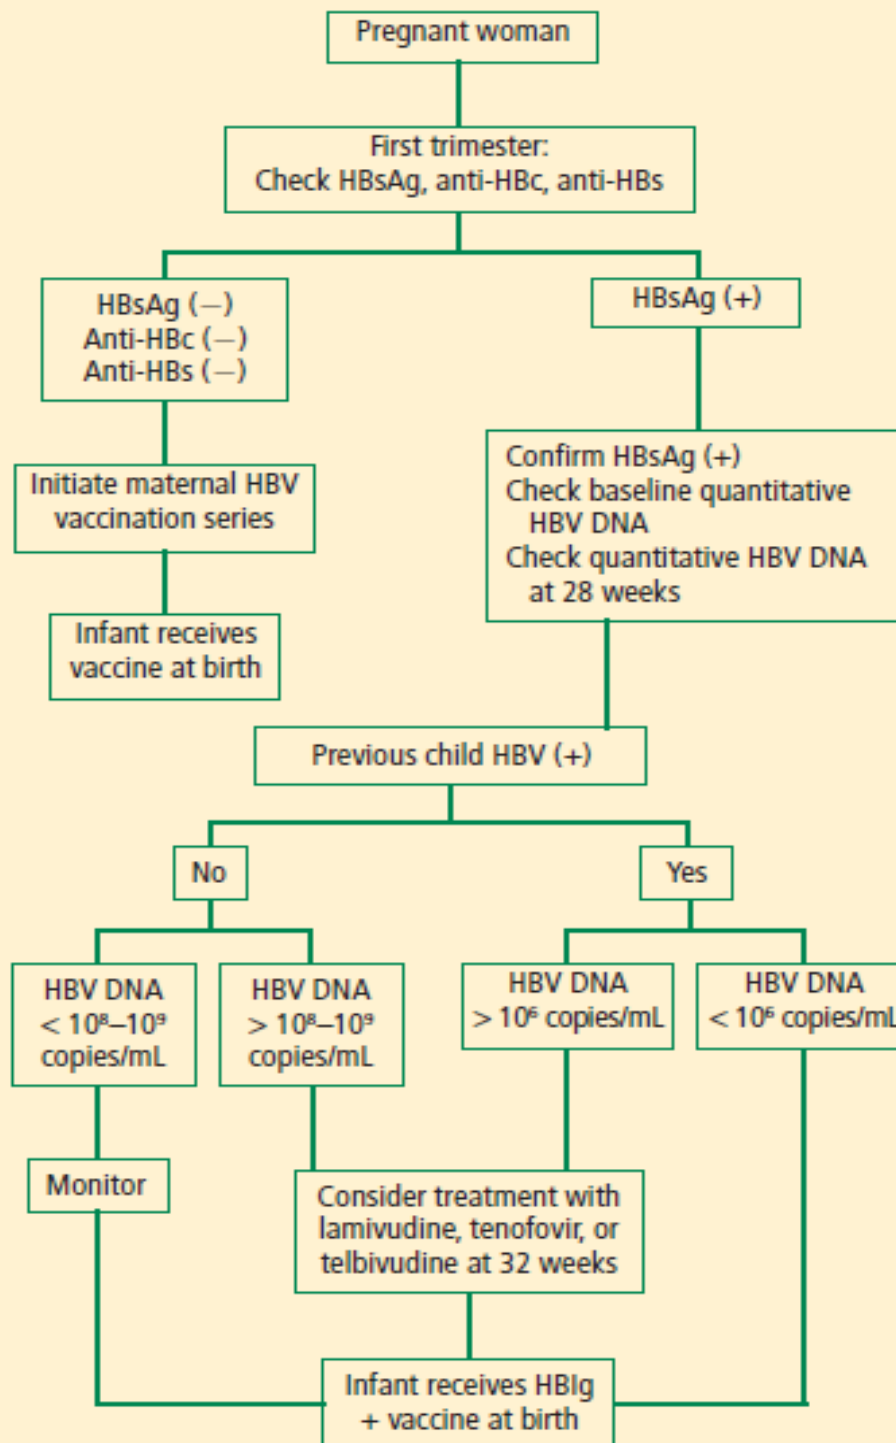 Pregnant woman
First trimester:
Check HBsAg, anti-HBc, anti-HBs
HBsAg (—)
Anti-HBc (—)
Anti-HBs (—)
HBsAg (+)
Initiate maternal HBV
vaccination series
Confirm HBsAg (+)
Check baseline quantitative
HBV DNA
Check quantitative HBV DNA
at 28 weeks
Infant receives
vaccine at birth
Previous child HBV (+)
No
Yes
HBV DNA
< 10⁸–10⁹
copies/mL
HBV DNA
> 10⁸–10⁹
copies/mL
HBV DNA
> 10⁶ copies/mL
HBV DNA
< 10⁶ copies/mL
Monitor
Consider treatment with
lamivudine, tenofovir, or
telbivudine at 32 weeks
Infant receives HBIg
+ vaccine at birth